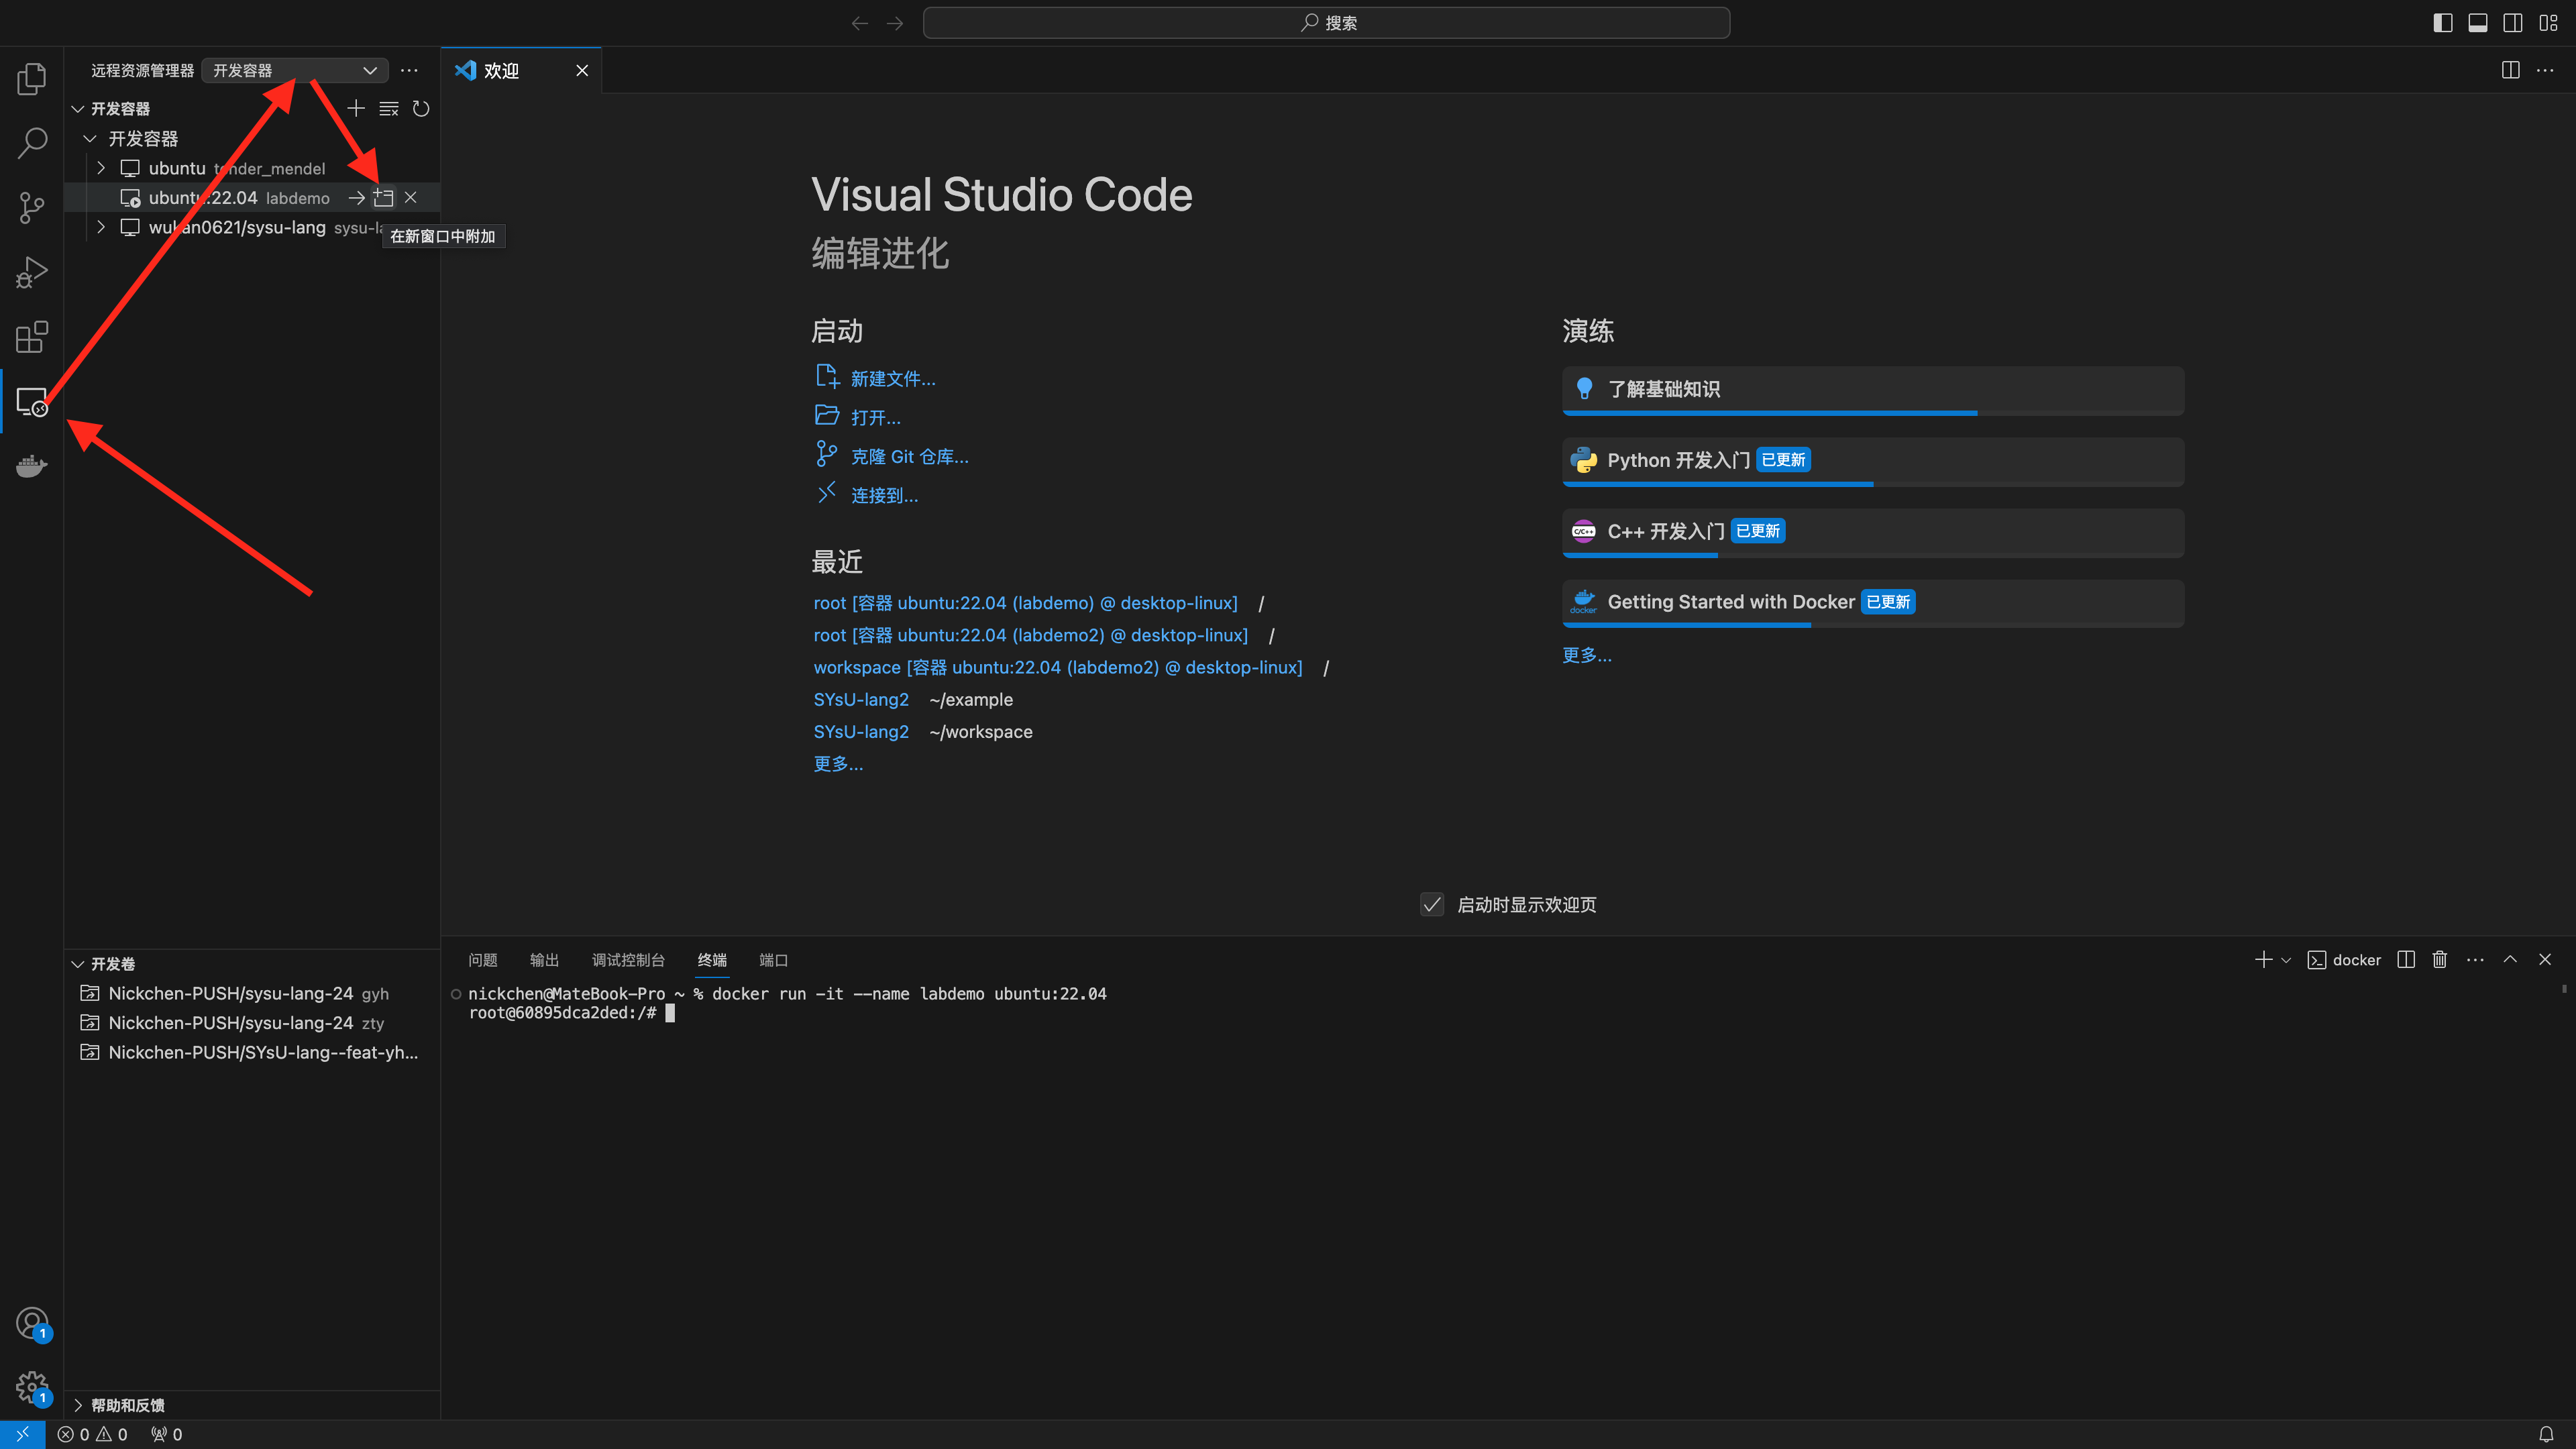 搜索
远程资源管理器 开发容器
欢迎
开发容器
开发容器
ubuntu tender_mendel
ubuntu:22.04 labdemo
wukan0621/sysu-lang
在新窗口中附加
Visual Studio Code
编辑进化
启动
新建文件...
打开...
克隆 Git 仓库...
连接到...
最近
root [容器 ubuntu:22.04 (labdemo) @ desktop-linux] /
root [容器 ubuntu:22.04 (labdemo2) @ desktop-linux] /
workspace [容器 ubuntu:22.04 (labdemo2) @ desktop-linux] /
SYsU-lang2 ~/example
SYsU-lang2 ~/workspace
更多...
演练
了解基础知识
Python 开发入门 已更新
C/C++
C++ 开发入门 已更新
docker
Getting Started with Docker 已更新
更多...
启动时显示欢迎页
开发卷
Nickchen-PUSH/sysu-lang-24 gyh
Nickchen-PUSH/sysu-lang-24 zty
Nickchen-PUSH/SYsU-lang--feat-yh...
帮助和反馈
问题 输出 调试控制台 终端 端口
docker
nickchen@MateBook-Pro ~ % docker run -it --name labdemo ubuntu:22.04
root@60895dca2ded:/#
1
1
0 0 0